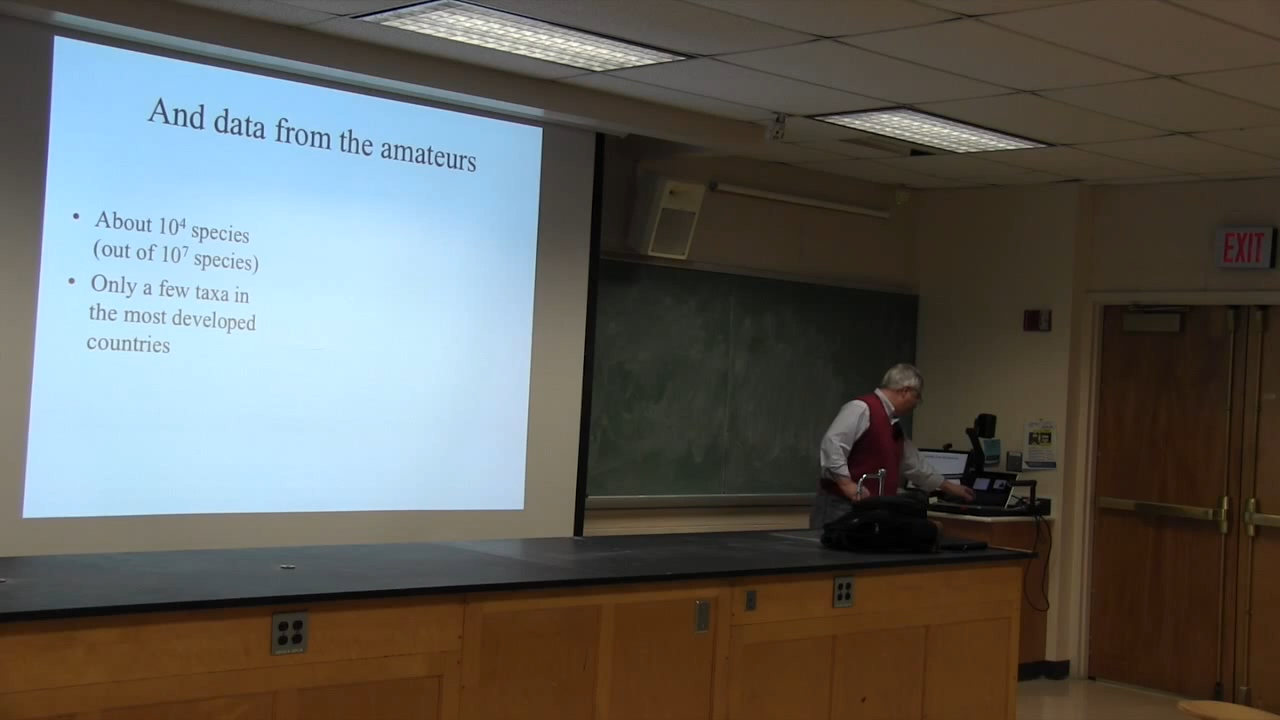 And data from the amateurs
• About 10⁴ species
(out of 10⁷ species)
• Only a few taxa in
the most developed
countries
EXIT